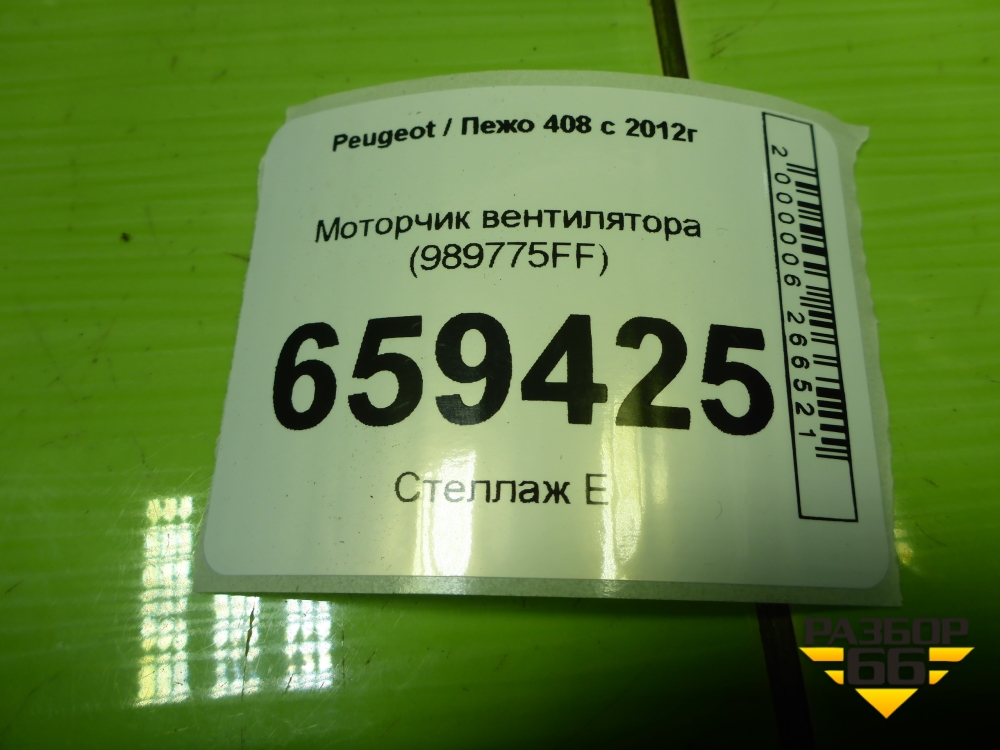 Peugeot / Пежо 408 с 2012г
Моторчик вентилятора
(989775FF)
659425
Стеллаж Е
2000006266521
РАЗБОР
66